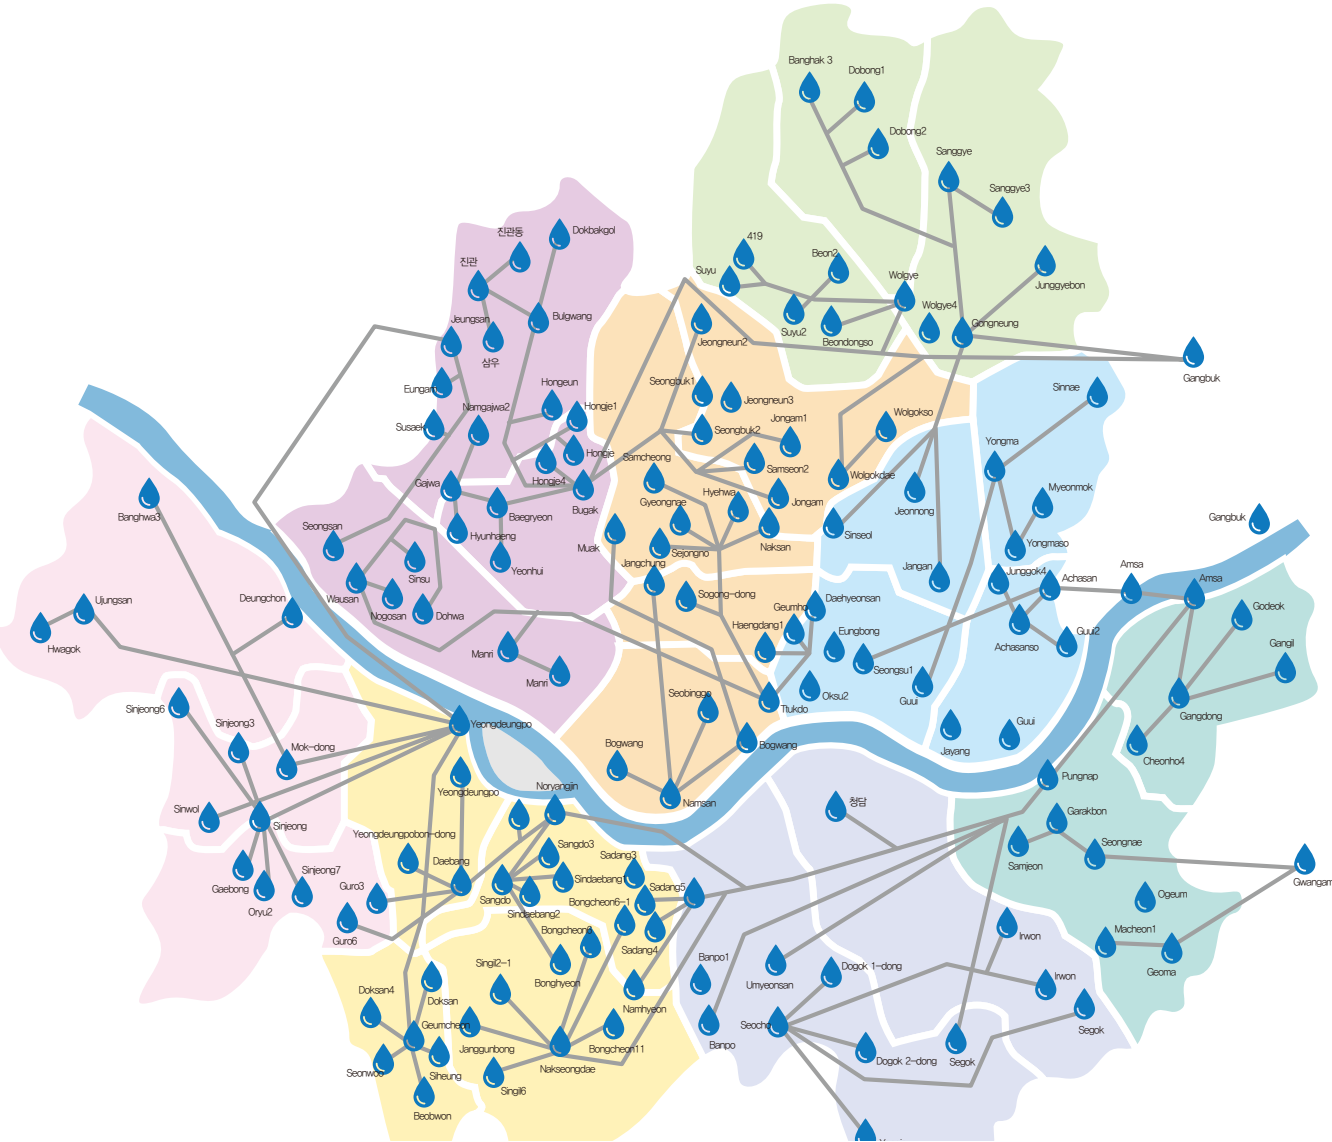 Banghak 3
Dobong1
Dobong2
Sanggye
Sanggye3
진관동
Dokbakgol
419
Beon2
진관
Suyu
Wolgye
Junggyebon
Jeungsan
Bulgwang
Wolgye4
Gongneung
Suyu2
Beondongso
Jeongneun2
삼우
Gangbuk
Eungam
Hongeun
Seongbuk1
Sinnae
Namgajwa2
Hongje1
Jeongneun3
Susaek
Jongam1
Wolgokso
Seongbuk2
Yongma
Hongje
Samcheong
Samseon2
Gajwa
Hongje4
Wolgokdae
Myeonmok
Hyehwa
Gyeongnae
Jongam
Bugak
Jeonnong
Banghwa3
Baegryeon
Gangbuk
Seongsan
Hyunhaeng
Sinseol
Muak
Naksan
Sejongno
Yongmaso
Jangchung
Yeonhui
Sinsu
Jangan
Junggok4
Achasan
Amsa
Amsa
Wausan
Sogong-dong
Daehyeonsan
Deungchon
Ujungsan
Geumho
Godeok
Nogosan
Dohwa
Haengdang1
Eungbong
Guui2
Achasanso
Gangil
Hwagok
Manri
Seongsu1
Manri
Seobinggo
Oksu2
Guui
Sinjeong6
Ttukdo
Gangdong
Sinjeong3
Yeongdeungpo
Guui
Mok-dong
Bogwang
Bogwang
Jayang
Cheonho4
Pungnap
Noryangjin
Yeongdeungpo
Namsan
청담
Sinwol
Garakbon
Sinjeong
Yeongdeungpobon-dong
Sangdo3
Seongnae
Sadang3
Daebang
Samjeon
Sinjeong7
Sindaebang1
Gwangam
Gaebong
Guro3
Sadang5
Sangdo
Bongcheon6-1
Ogeum
Oryu2
Sindaebang2
Guro6
Bongcheon6
Macheon1
Irwon
Sadang4
Banpo1
Geoma
Singil2-1
Dogok 1-dong
Bonghyeon
Umyeonsan
Irwon
Doksan4
Doksan
Namhyeon
Geumcheon
Seocho
Segok
Banpo
Janggunbong
Bongcheon11
Seonwoo
Siheung
Nakseongdae
Dogok 2-dong
Segok
Singil6
Beobwon